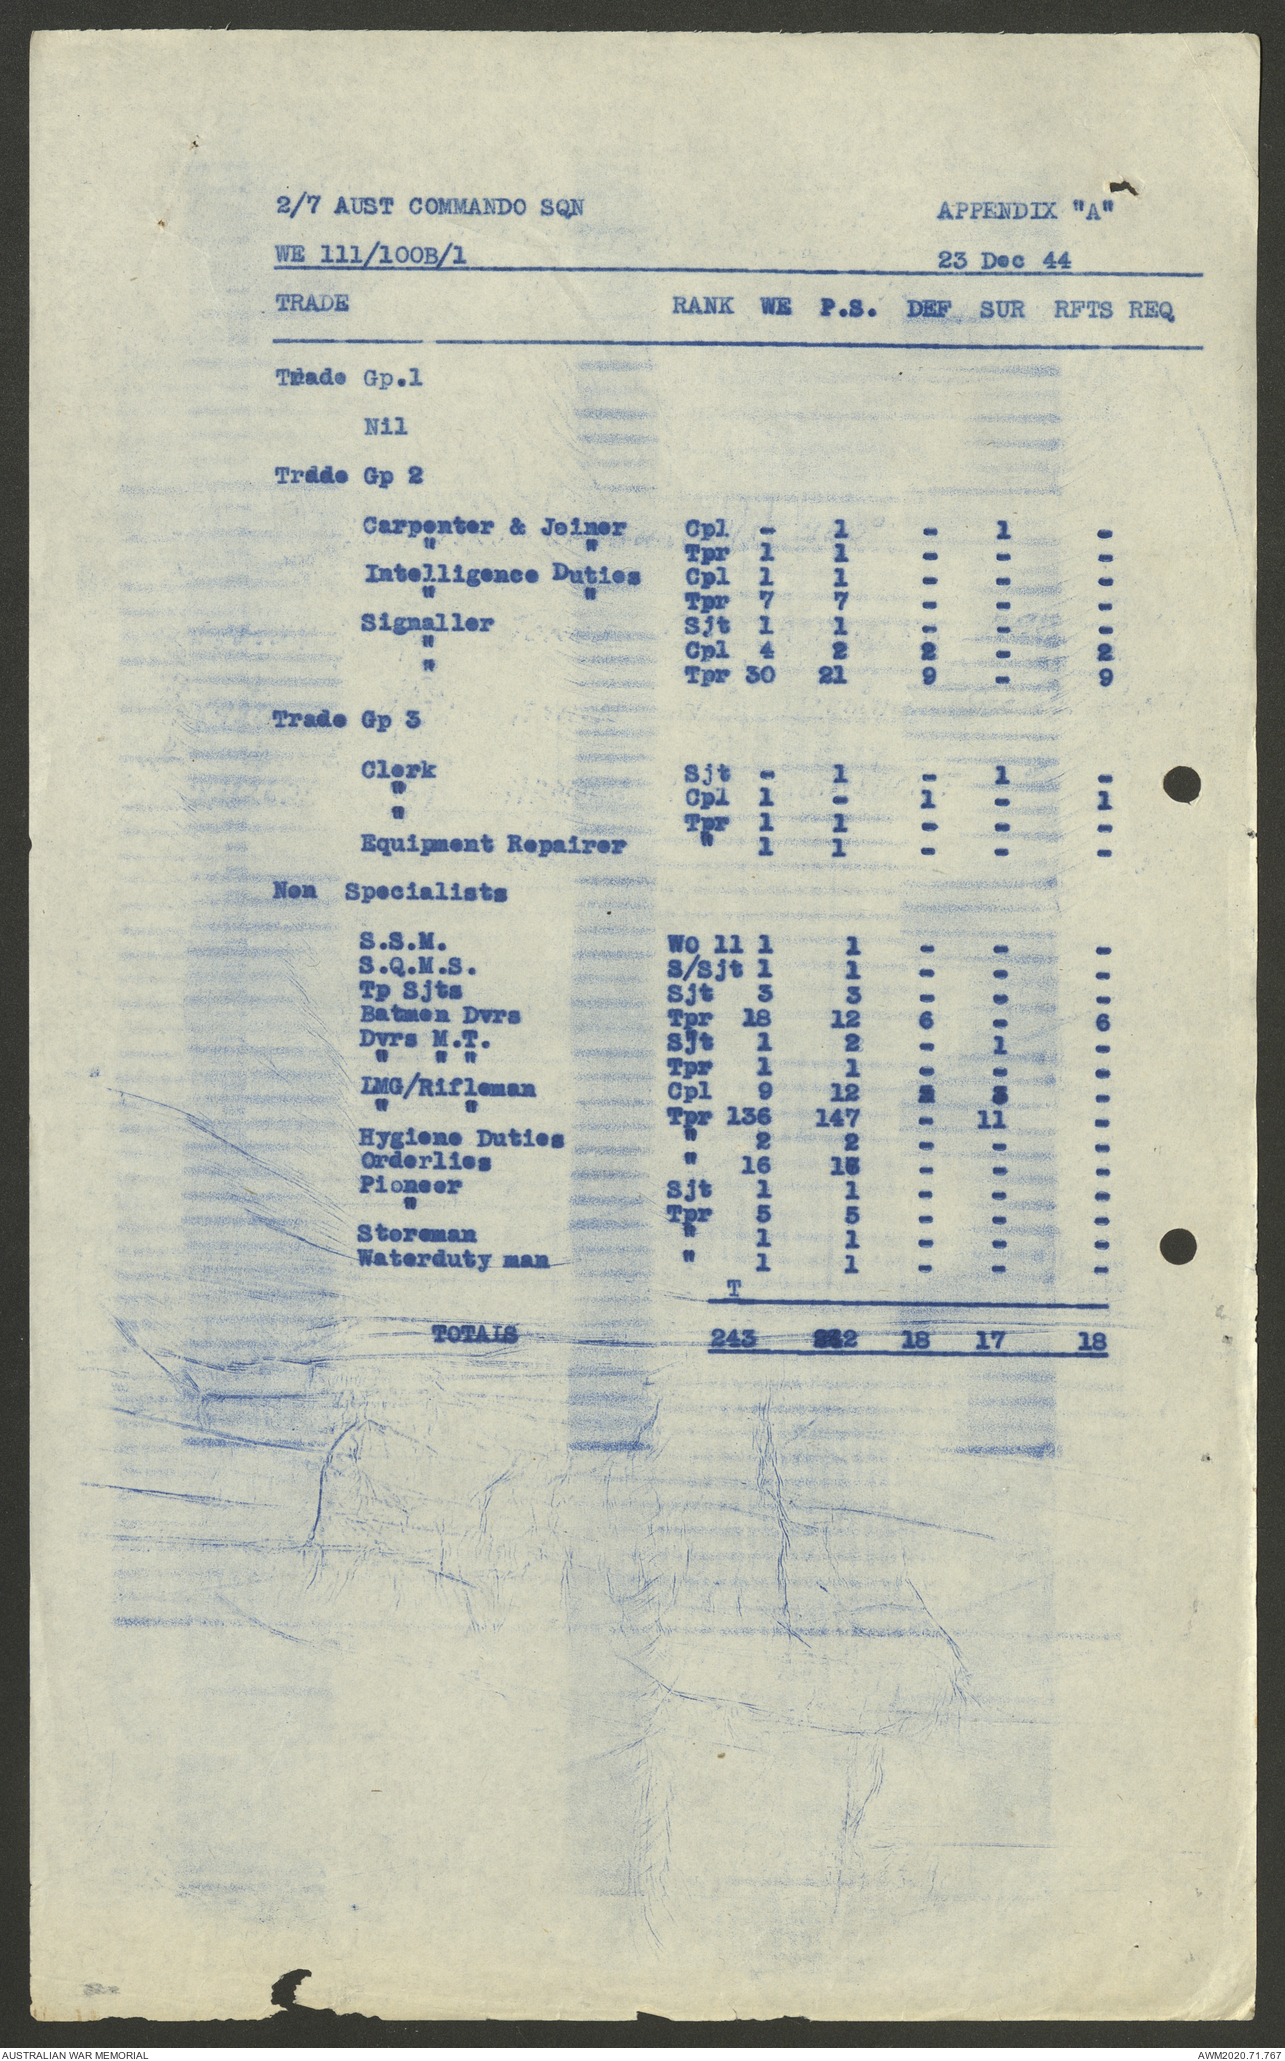 2/7 AUST COMMANDO SQN APPENDIX "A"
WE 111/100B/1 23 Dec 44
TRADE RANK WE P.S. DEF SUR RFTS REQ
Trade Gp.1
Nil
Trade Gp 2
Carpenter & Joiner Cpl - 1 - 1 -
" " Tpr 1 1 - - -
Intelligence Duties Cpl 1 1 - - -
" " Tpr 7 7 - - -
Signaller Sjt 1 1 - - -
" Cpl 4 2 2 - 2
" Tpr 30 21 9 - 9
Trade Gp 3
Clerk Sjt - 1 - 1 -
" Cpl 1 - 1 - 1
" Tpr 1 1 - - -
Equipment Repairer " 1 1 - - -
Non Specialists
S.S.M. Wo 11 1 1 - - -
S.Q.M.S. S/Sjt 1 1 - - -
Tp Sjts Sjt 3 3 - - -
Batmen Dvrs Tpr 18 12 6 - 6
Dvrs M.T. Sjt 1 2 - 1 -
" " " Tpr 1 1 - - -
LMG/Rifleman Cpl 9 12 3 -
" " Tpr 136 147 - 11
Hygiene Duties " 2 2 - - -
Orderlies " 16 16 - - -
Pioneer Sjt 1 1 - - -
" Tpr 5 5 - - -
Storeman " 1 1 - - -
Waterduty man " 1 1 - - -
T
TOTALS 243 242 18 17 18
AUSTRALIAN WAR MEMORIAL AWM2020.71.767